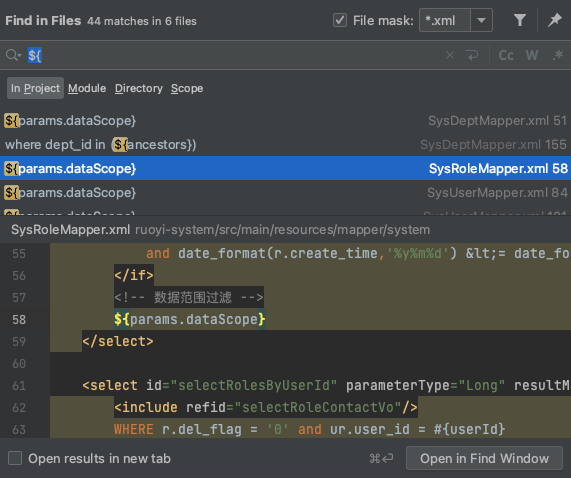 Find in Files 44 matches in 6 files File mask: *.xml
${ Cc W .*
In Project Module Directory Scope
${params.dataScope} SysDeptMapper.xml 51
where dept_id in (${ancestors}) SysDeptMapper.xml 155
${params.dataScope} SysRoleMapper.xml 58
${params.dataScope} SysUserMapper.xml 84
SysRoleMapper.xml ruoyi-system/src/main/resources/mapper/system
55 and date_format(r.create_time,'%y%m%d') &lt;= date_fo
56 </if>
57 <!-- 数据范围过滤 -->
58 ${params.dataScope}
59 </select>
60
61 <select id="selectRolesByUserId" parameterType="Long" resultM
62 <include refid="selectRoleContactVo"/>
63 WHERE r.del_flag = '0' and ur.user_id = #{userId}
Open results in new tab ⌘⏎ Open in Find Window